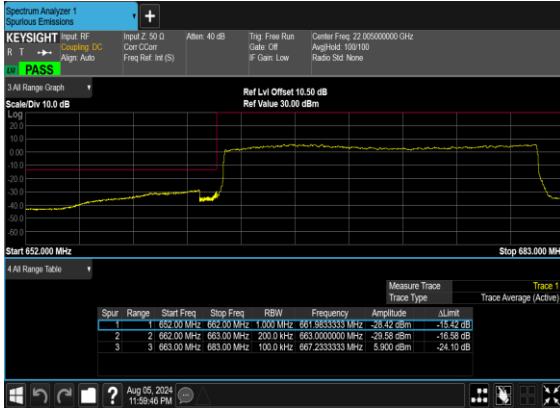 Spectrum Analyzer 1
Spurious Emissions
+
KEYSIGHT Input: RF Input Z: 50 Ω Atten: 40 dB Trig: Free Run Center Freq: 22.005000000 GHz
R T Coupling: DC Corr CCorr Gate: Off Avg|Hold: 100/100
Align: Auto Freq Ref: Int (S) IF Gain: Low Radio Std: None
PASS
3 All Range Graph
Scale/Div 10.0 dB
Ref Lvl Offset 10.50 dB
Ref Value 30.00 dBm
Log
20.0
10.0
0.00
-10.0
-20.0
-30.0
-40.0
-50.0
-60.0
Start 652.000 MHz Stop 683.000 MH
4 All Range Table
Measure Trace Trace 1
Trace Type Trace Average (Active)
Spur Range Start Freq Stop Freq RBW Frequency Amplitude ΔLimit
1 1 652.00 MHz 662.00 MHz 1.000 MHz 661.9833333 MHz -28.42 dBm -15.42 dB
2 2 662.00 MHz 663.00 MHz 200.0 kHz 663.0000000 MHz -29.58 dBm -16.58 dB
3 3 663.00 MHz 683.00 MHz 100.0 kHz 667.2333333 MHz 5.900 dBm -24.10 dB
?
Aug 05, 2024
11:59:46 PM